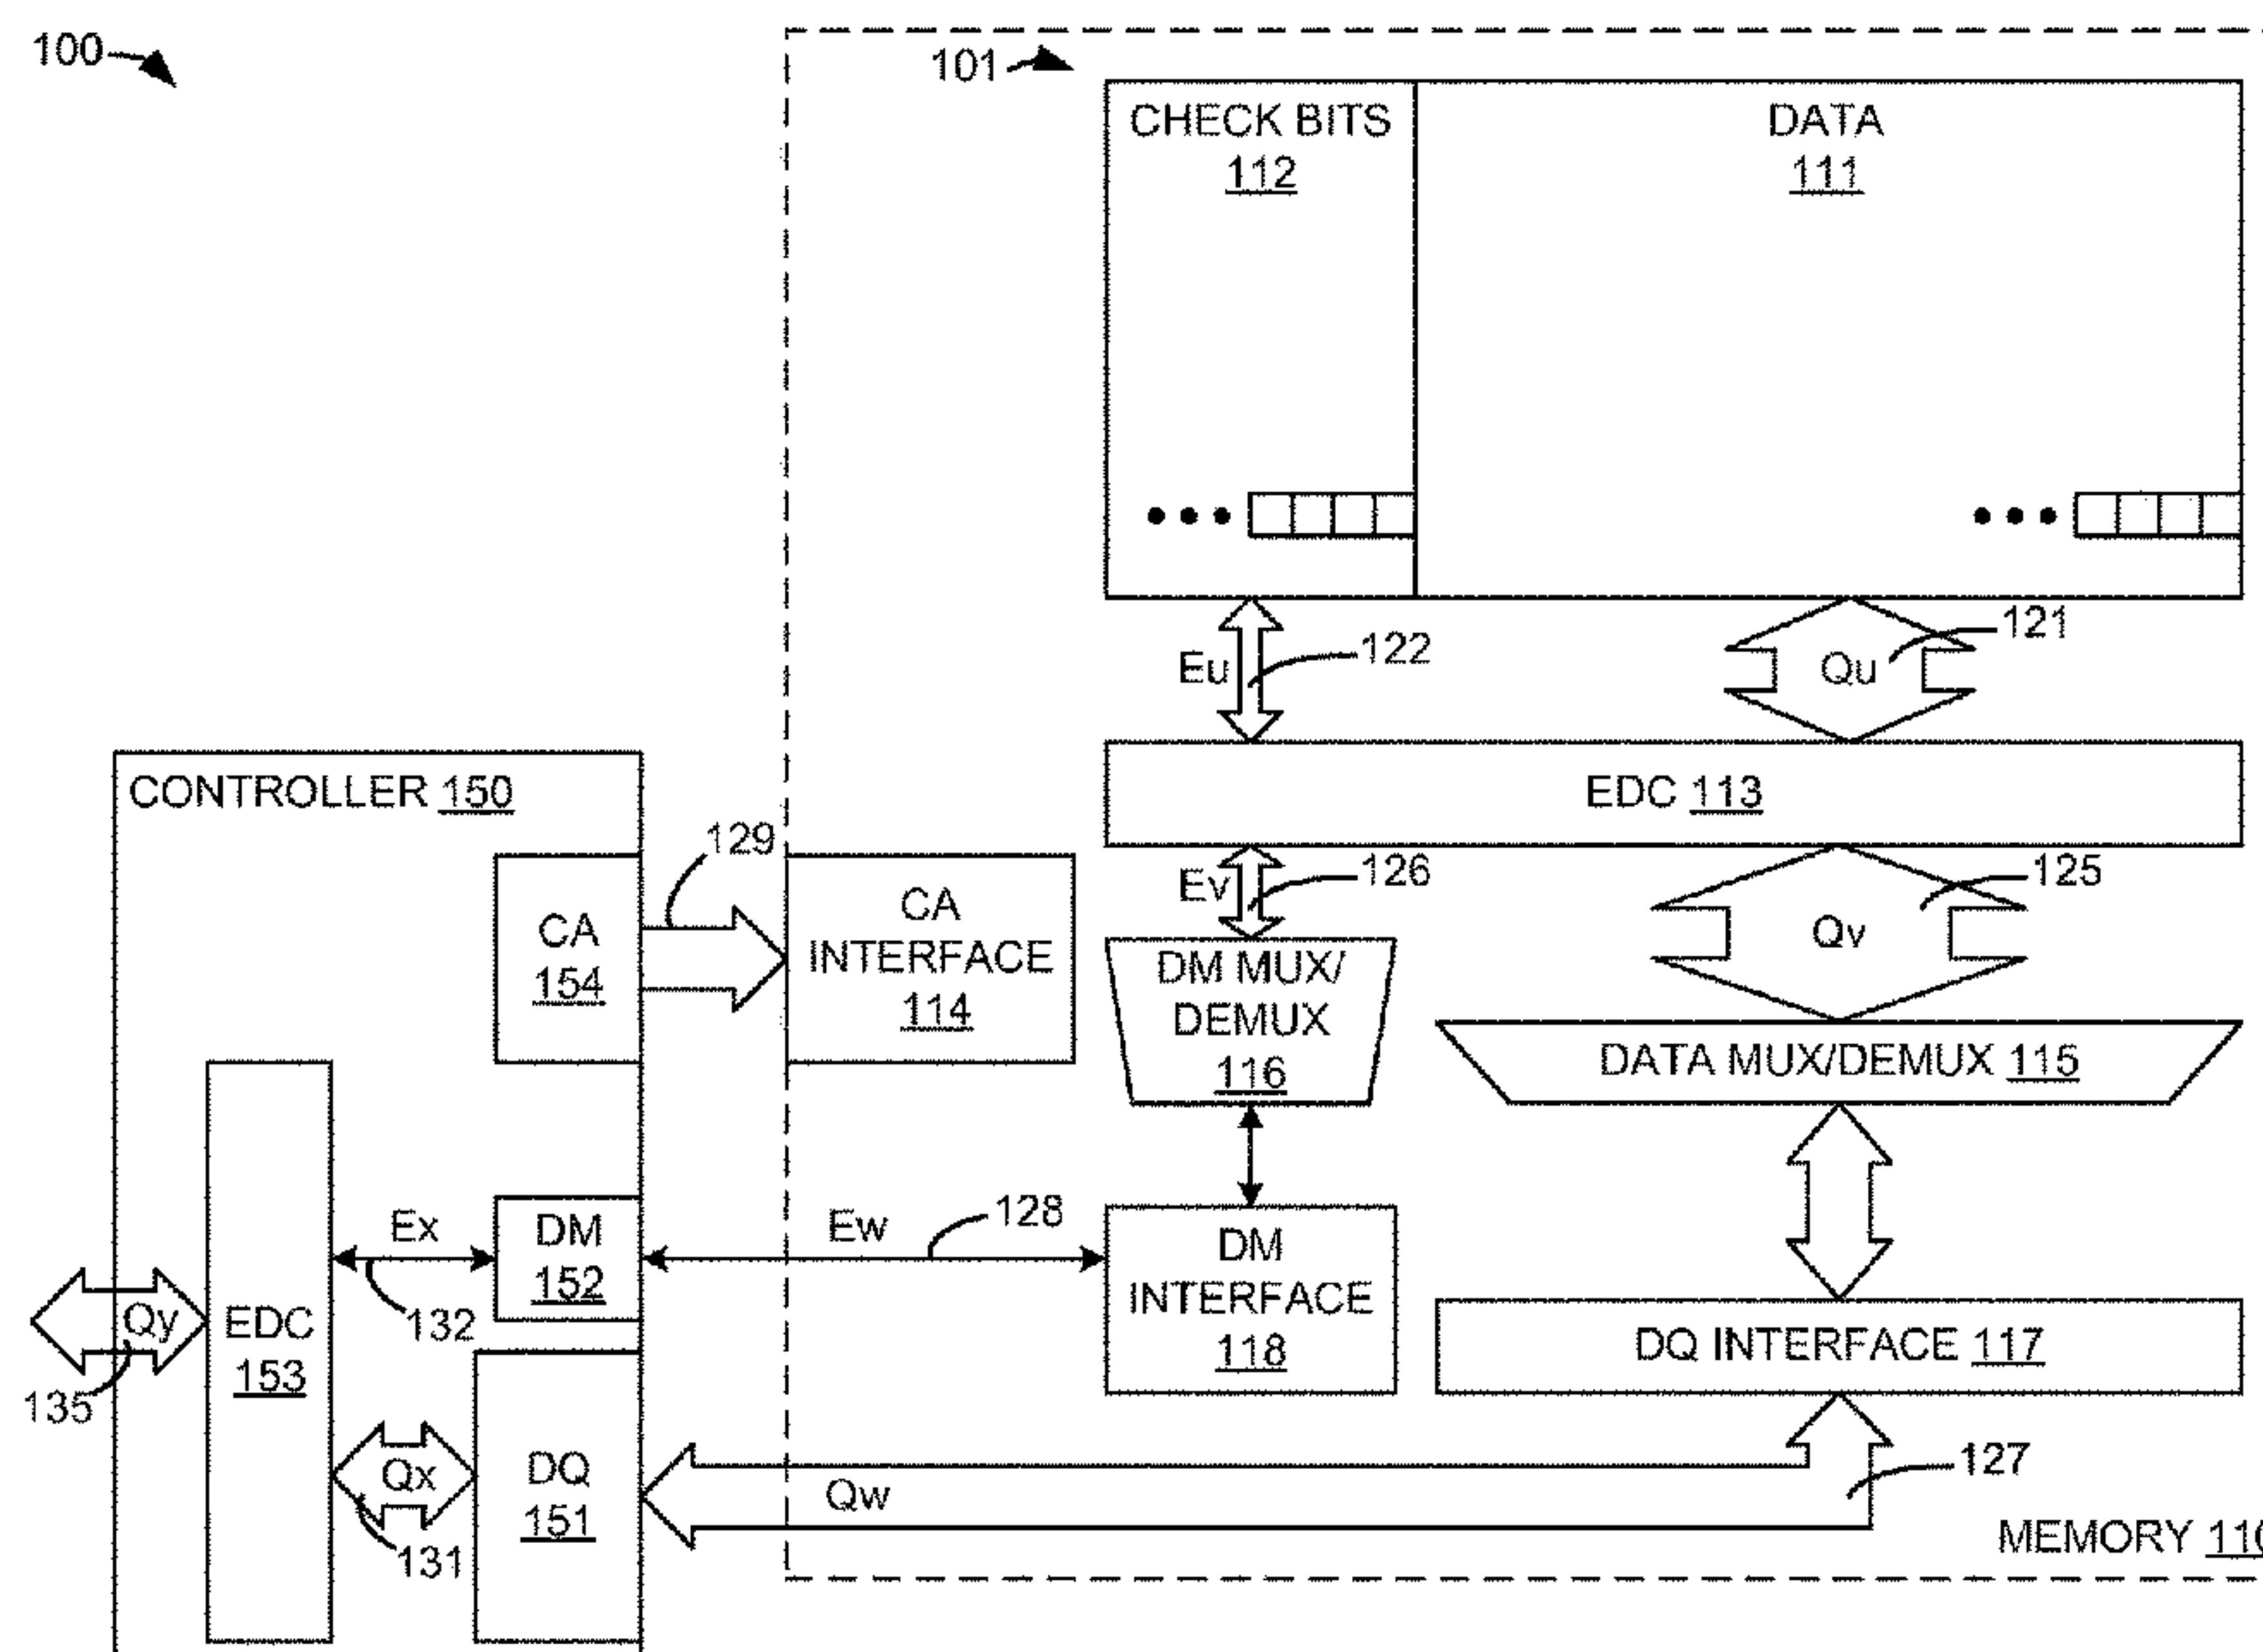 100
101
CHECK BITS
112
DATA
111
Eu
122
Qu
121
EDC 113
CONTROLLER 150
129
CA
154
CA
INTERFACE
114
Ev
126
Qv
125
DM MUX/
DEMUX
116
DATA MUX/DEMUX 115
Ex
132
DM
152
Ew
128
DM
INTERFACE
118
Qy
135
EDC
153
DQ INTERFACE 117
Qx
131
DQ
151
Qw
127
MEMORY 110